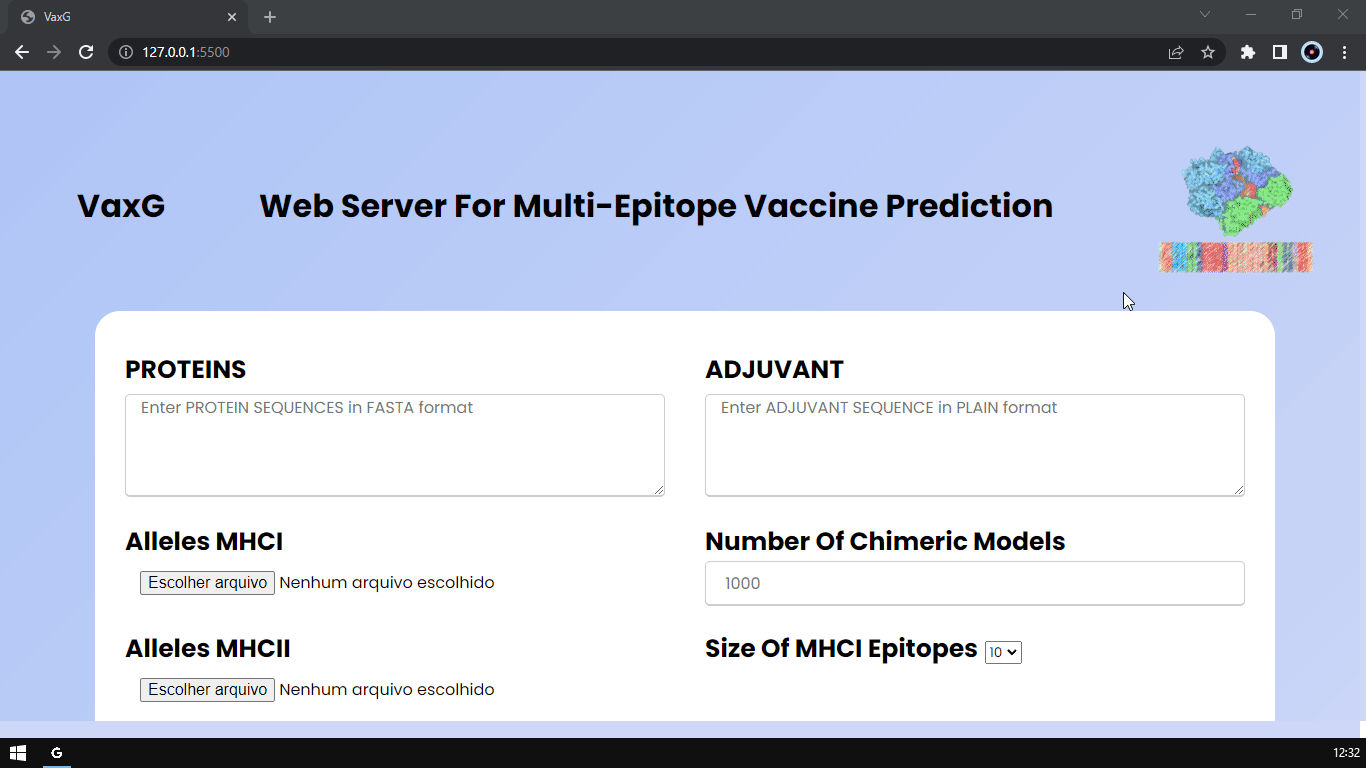 VaxG
127.0.0.1:5500
VaxG
Web Server For Multi-Epitope Vaccine Prediction
PROTEINS
Enter PROTEIN SEQUENCES in FASTA format
ADJUVANT
Enter ADJUVANT SEQUENCE in PLAIN format
Alleles MHCI
Escolher arquivo Nenhum arquivo escolhido
Number Of Chimeric Models
1000
Alleles MHCII
Escolher arquivo Nenhum arquivo escolhido
Size Of MHCI Epitopes 10
G
12:32